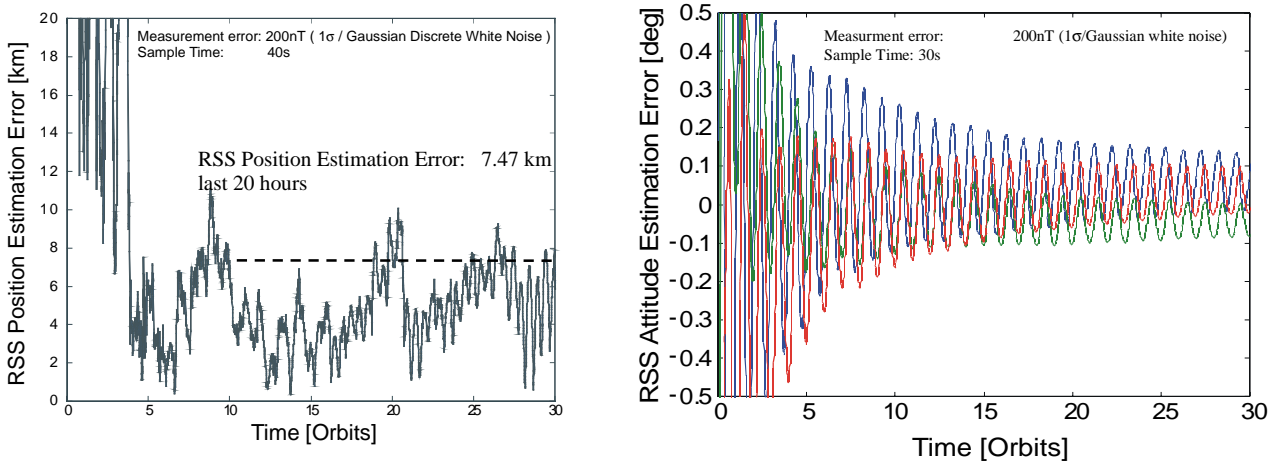 RSS Position Estimation Error [km]
20
18
16
14
12
10
8
6
4
2
0
Measurement error: 200nT ( 1σ / Gaussian Discrete White Noise )
Sample Time: 40s
RSS Position Estimation Error: 7.47 km
last 20 hours
0 5 10 15 20 25 30
Time [Orbits]
RSS Attitude Estimation Error [deg]
0.5
0.4
0.3
0.2
0.1
0
-0.1
-0.2
-0.3
-0.4
-0.5
Measurment error: 200nT (1σ/Gaussian white noise)
Sample Time: 30s
0 5 10 15 20 25 30
Time [Orbits]